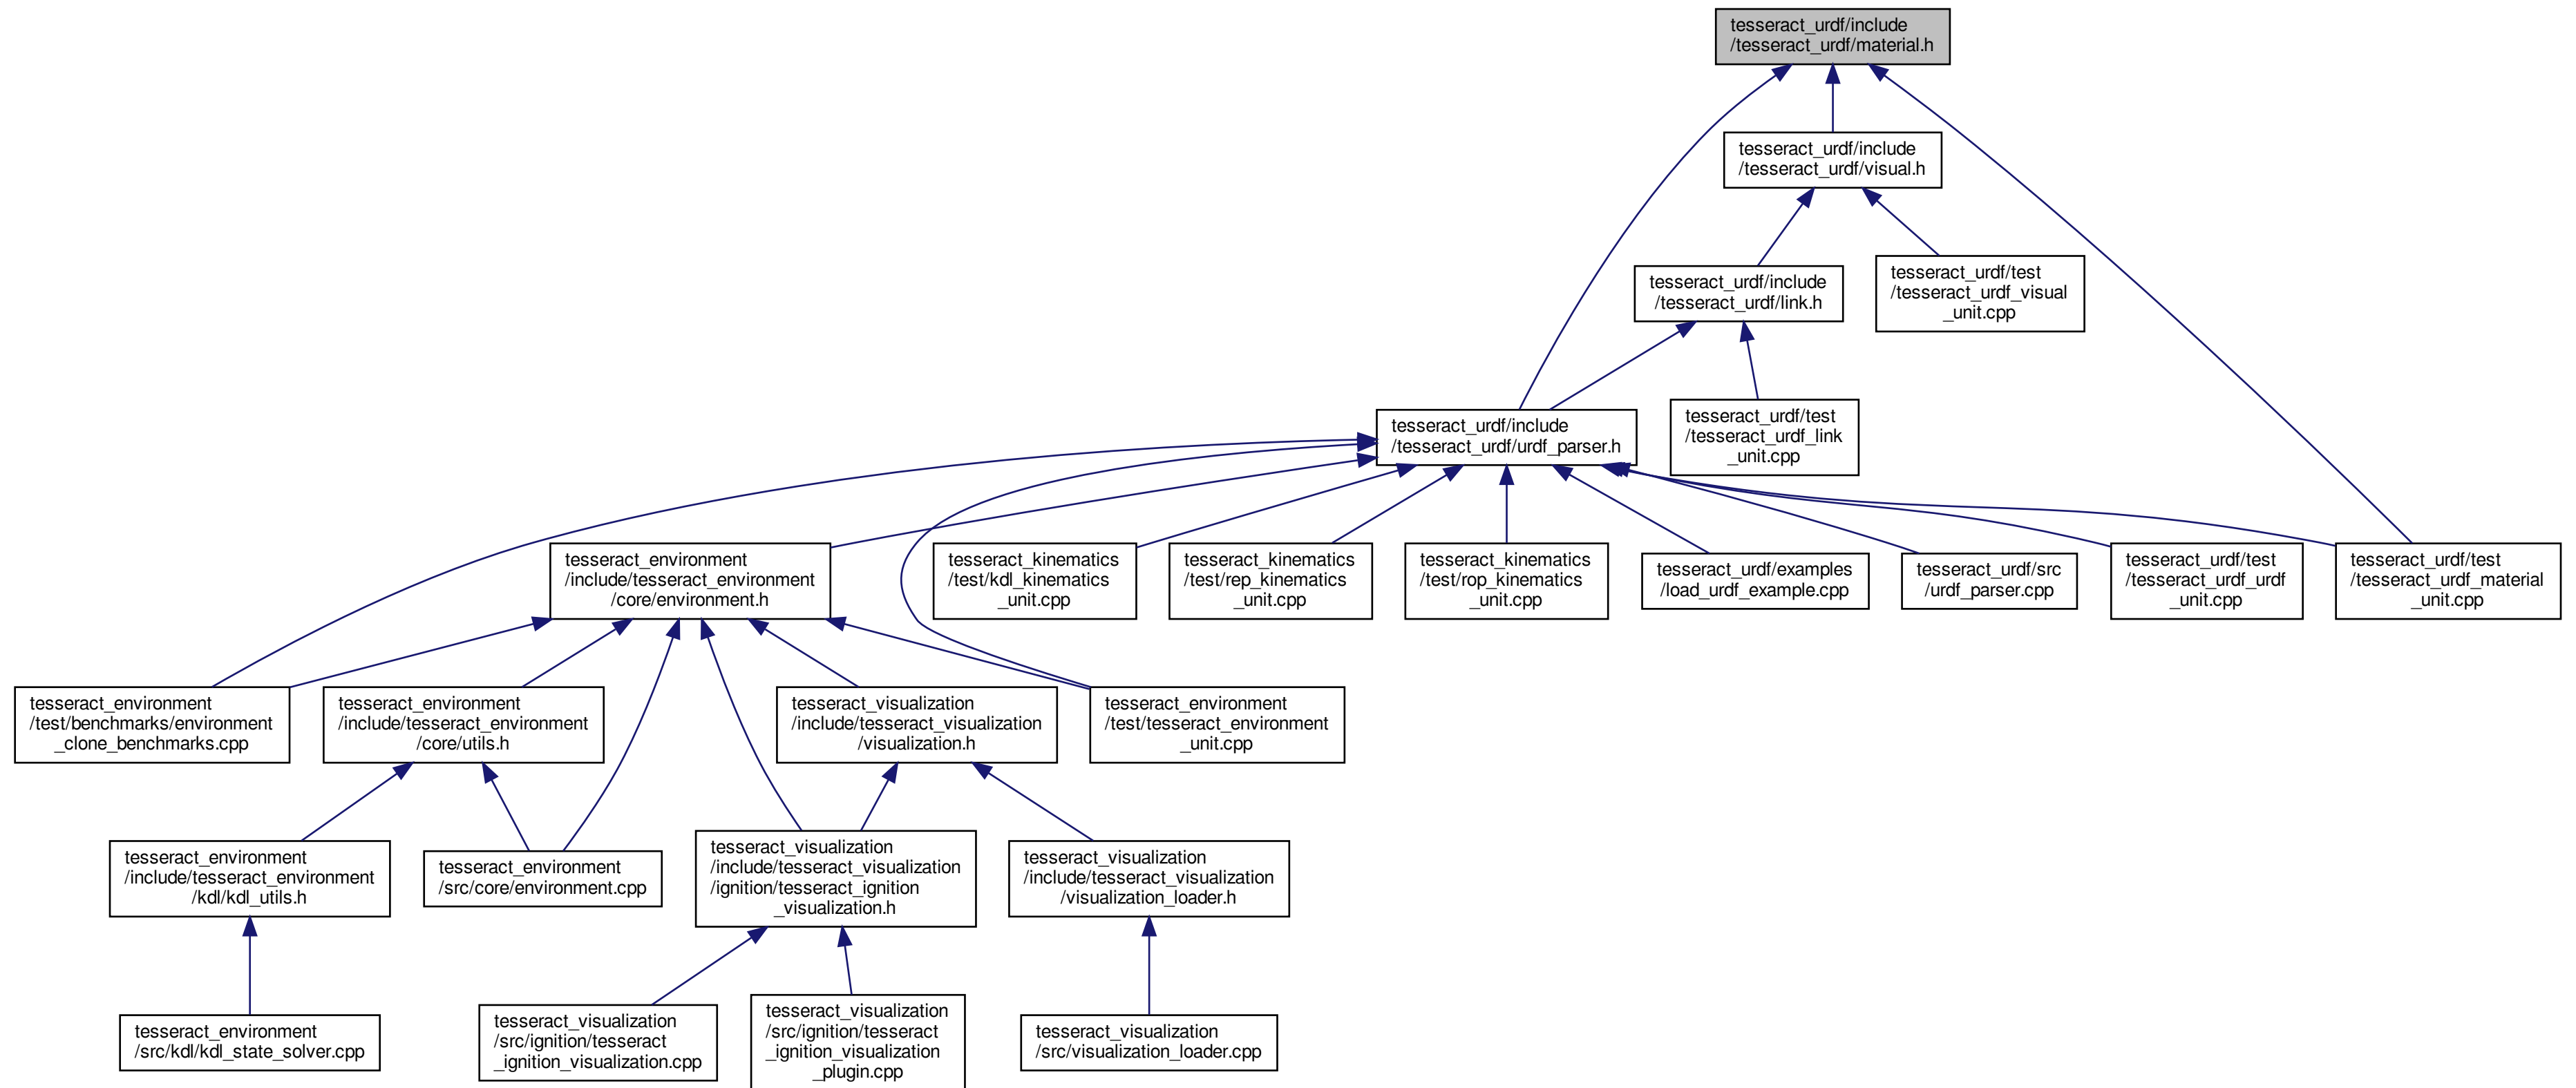 tesseract_urdf/include
/tesseract_urdf/material.h
tesseract_urdf/include
/tesseract_urdf/visual.h
tesseract_urdf/include
/tesseract_urdf/link.h
tesseract_urdf/test
/tesseract_urdf_visual
_unit.cpp
tesseract_urdf/include
/tesseract_urdf/urdf_parser.h
tesseract_urdf/test
/tesseract_urdf_link
_unit.cpp
tesseract_environment
/include/tesseract_environment
/core/environment.h
tesseract_kinematics
/test/kdl_kinematics
_unit.cpp
tesseract_kinematics
/test/rep_kinematics
_unit.cpp
tesseract_kinematics
/test/rop_kinematics
_unit.cpp
tesseract_urdf/examples
/load_urdf_example.cpp
tesseract_urdf/src
/urdf_parser.cpp
tesseract_urdf/test
/tesseract_urdf_urdf
_unit.cpp
tesseract_urdf/test
/tesseract_urdf_material
_unit.cpp
tesseract_environment
/test/benchmarks/environment
_clone_benchmarks.cpp
tesseract_environment
/include/tesseract_environment
/core/utils.h
tesseract_visualization
/include/tesseract_visualization
/visualization.h
tesseract_environment
/test/tesseract_environment
_unit.cpp
tesseract_environment
/include/tesseract_environment
/kdl/kdl_utils.h
tesseract_environment
/src/core/environment.cpp
tesseract_visualization
/include/tesseract_visualization
/ignition/tesseract_ignition
_visualization.h
tesseract_visualization
/include/tesseract_visualization
/visualization_loader.h
tesseract_environment
/src/kdl/kdl_state_solver.cpp
tesseract_visualization
/src/ignition/tesseract
_ignition_visualization.cpp
tesseract_visualization
/src/ignition/tesseract
_ignition_visualization
_plugin.cpp
tesseract_visualization
/src/visualization_loader.cpp